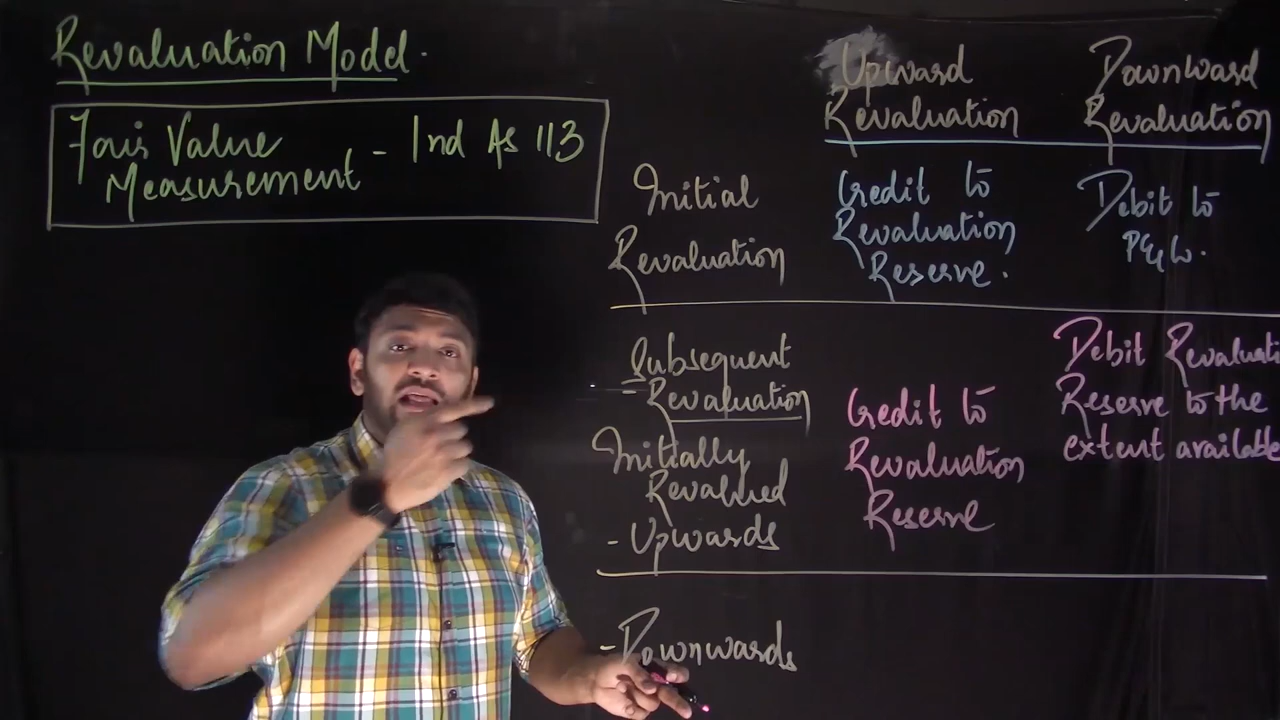 Revaluation Model.
Fair Value
Measurement - Ind As 113
Upward Downward
Revaluation Revaluation
Initial
Revaluation
Credit to
Revaluation
Reserve.
Debit to
P&L.
Subsequent
- Revaluation
Initially
Revalued
- Upwards
Credit to
Revaluation
Reserve
Debit Revaluati
Reserve to the
extent available
- Downwards